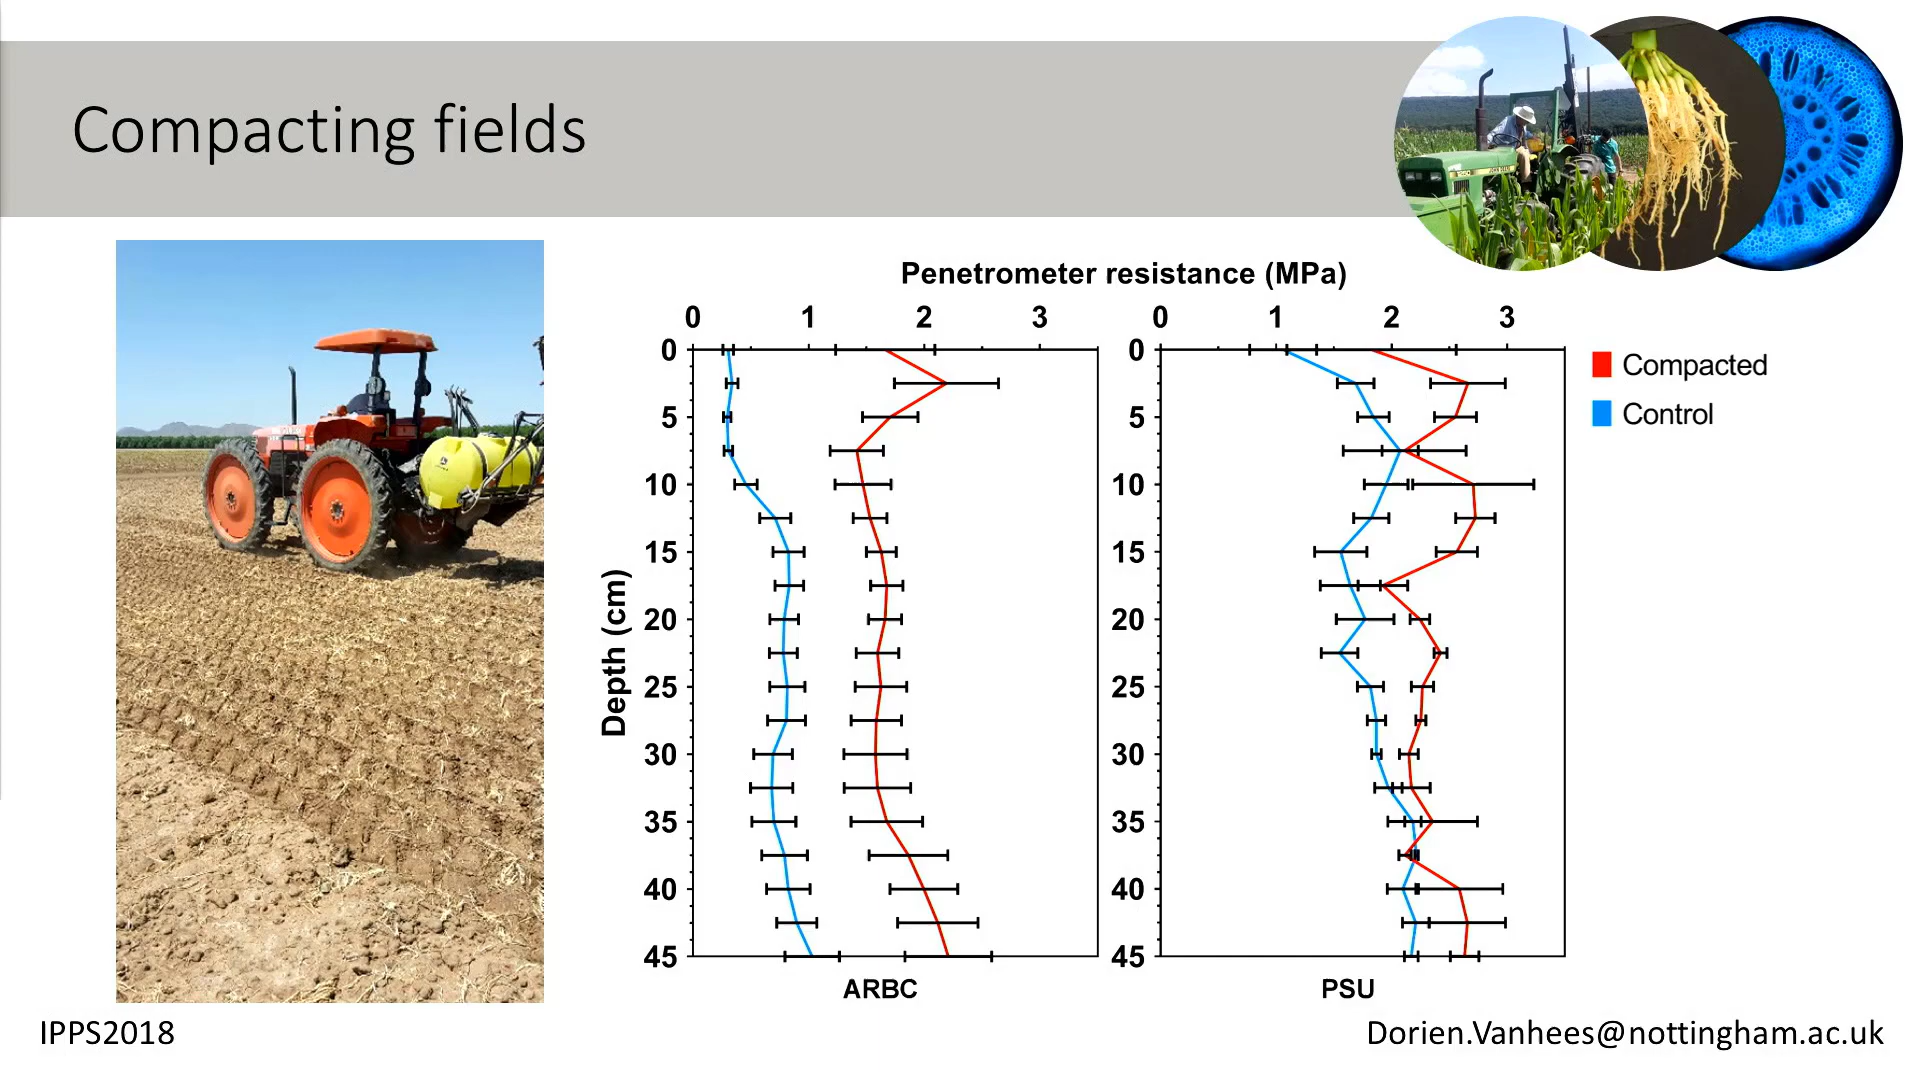 Compacting fields
Penetrometer resistance (MPa)
0 1 2 3
0 1 2 3
Depth (cm)
0
5
10
15
20
25
30
35
40
45
0
5
10
15
20
25
30
35
40
45
Compacted
Control
ARBC
PSU
IPPS2018
Dorien.Vanhees@nottingham.ac.uk